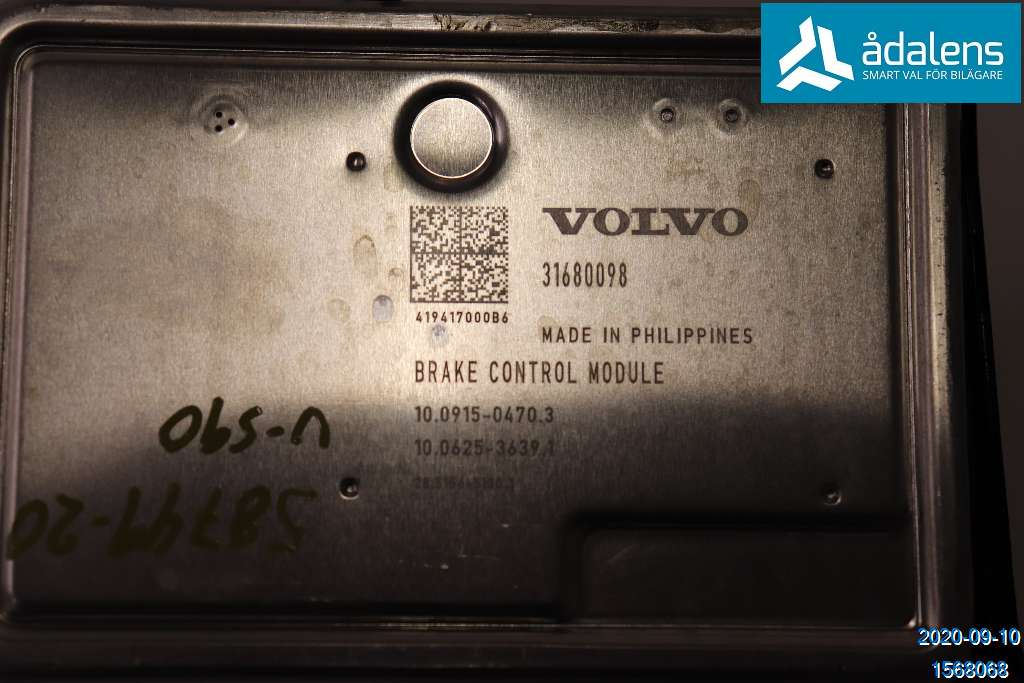 ådalens
SMART VAL FÖR BILÄGARE
VOLVO
31680098
419417000B6
MADE IN PHILIPPINES
BRAKE CONTROL MODULE
10.0915-0470.3
10.0625-3639.1
V-S90
58749-20
2020-09-10
1568068